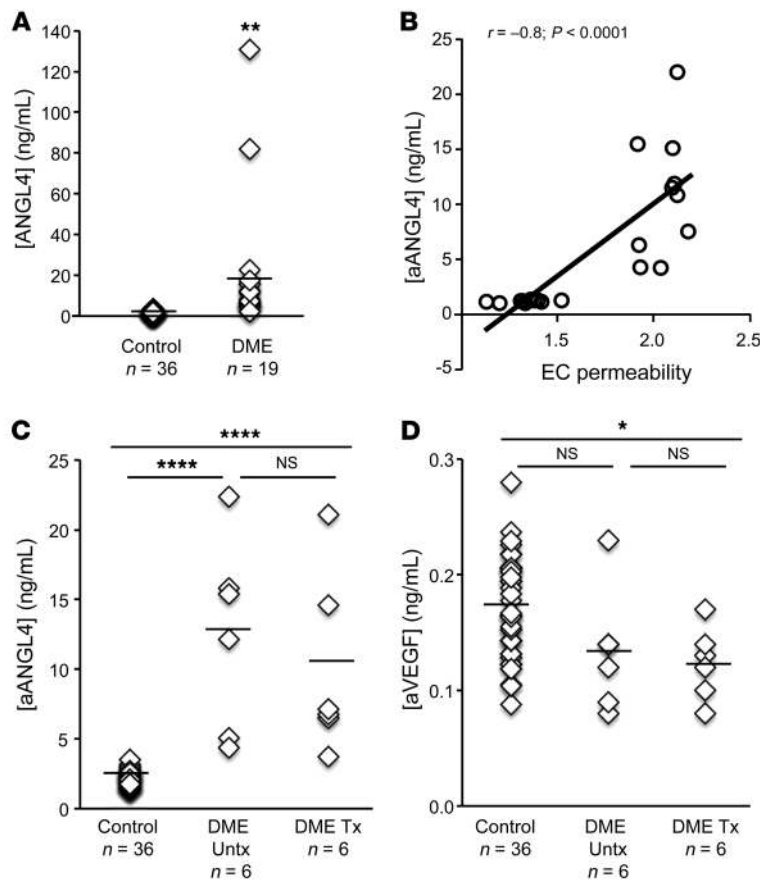 A
**
140
120
100
80
60
40
20
0
[ANGL4] (ng/mL)
Control
n = 36
DME
n = 19
B
r = –0.8; P < 0.0001
25
20
15
10
5
0
-5
[aANGL4] (ng/mL)
1.5
2.0
2.5
EC permeability
C
****
****
NS
25
20
15
10
5
0
[aANGL4] (ng/mL)
Control
n = 36
DME
Untx
n = 6
DME Tx
n = 6
D
*
NS
NS
0.3
0.2
0.1
0.0
[aVEGF] (ng/mL)
Control
n = 36
DME
Untx
n = 6
DME Tx
n = 6